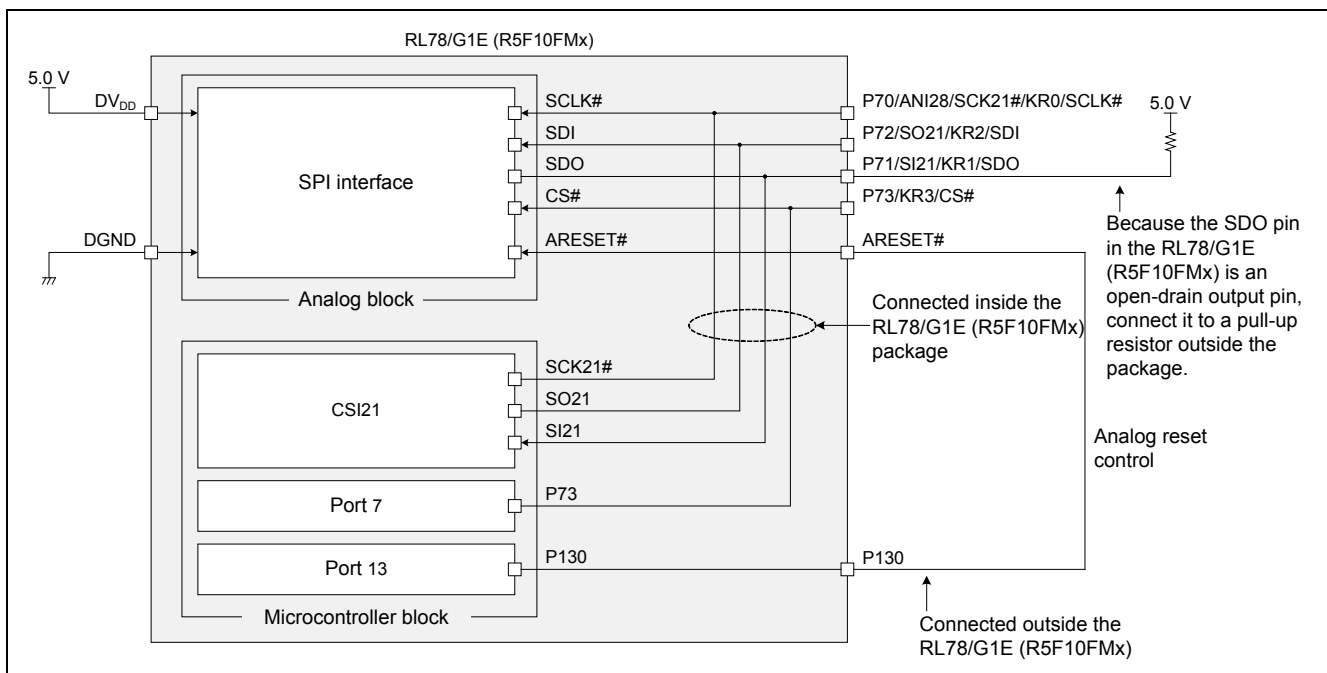 RL78/G1E (R5F10FMx)
5.0 V
DVDD
DGND
SPI interface
Analog block
SCLK#
SDI
SDO
CS#
ARESET#
P70/ANI28/SCK21#/KR0/SCLK#
P72/SO21/KR2/SDI
P71/SI21/KR1/SDO
P73/KR3/CS#
ARESET#
5.0 V
Because the SDO pin
in the RL78/G1E
(R5F10FMx) is an
open-drain output pin,
connect it to a pull-up
resistor outside the
package.
Connected inside the
RL78/G1E (R5F10FMx)
package
CSI21
SCK21#
SO21
SI21
Analog reset
control
Port 7
P73
Port 13
P130
P130
Microcontroller block
Connected outside the
RL78/G1E (R5F10FMx)